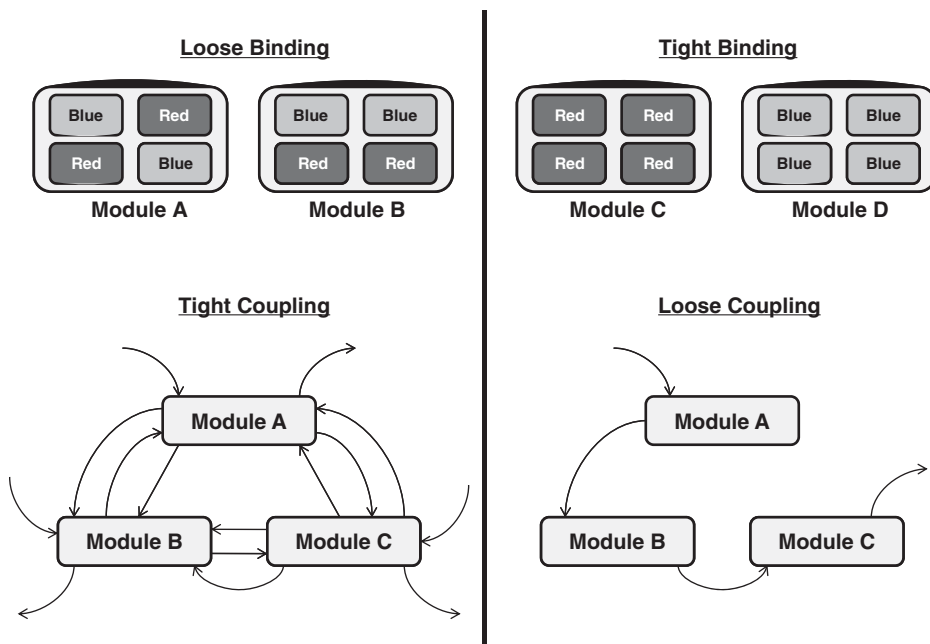 Loose Binding
Blue Red
Red Blue
Module A
Blue Blue
Red Red
Module B
Tight Binding
Red Red
Red Red
Module C
Blue Blue
Blue Blue
Module D
Tight Coupling
Module A
Module B
Module C
Loose Coupling
Module A
Module B
Module C